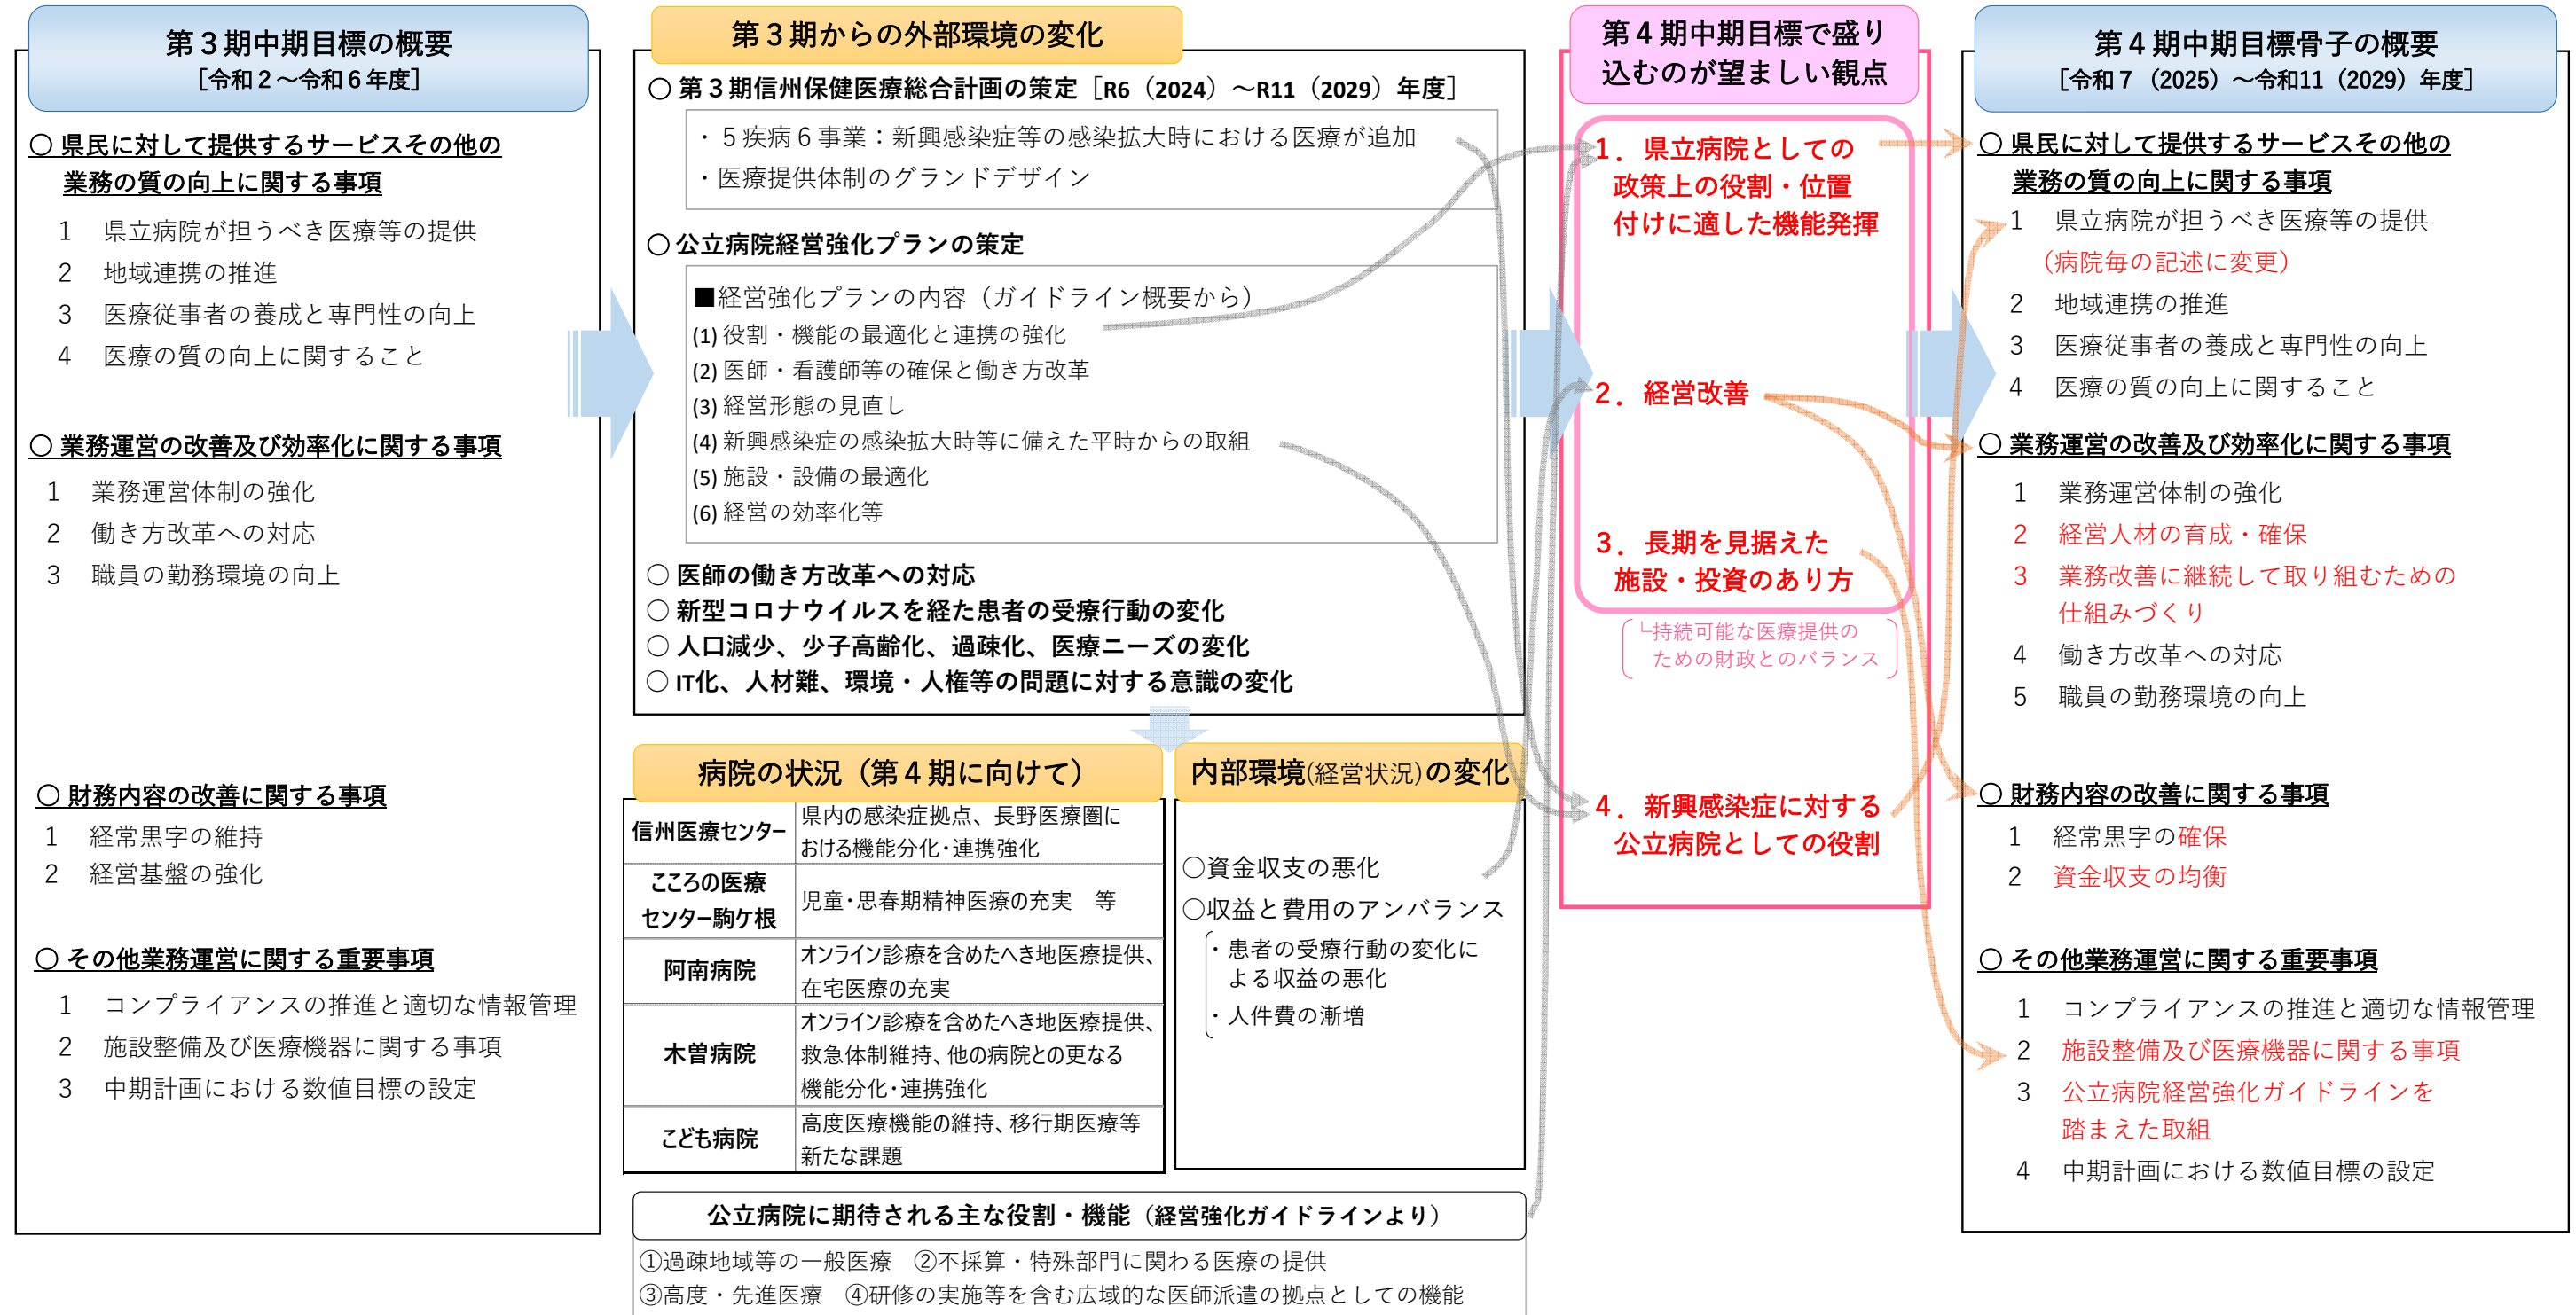 第３期中期目標の概要
［令和２～令和６年度］
○ 県民に対して提供するサービスその他の
業務の質の向上に関する事項
1 県立病院が担うべき医療等の提供
2 地域連携の推進
3 医療従事者の養成と専門性の向上
4 医療の質の向上に関すること
○ 業務運営の改善及び効率化に関する事項
1 業務運営体制の強化
2 働き方改革への対応
3 職員の勤務環境の向上
○ 財務内容の改善に関する事項
1 経常黒字の維持
2 経営基盤の強化
○ その他業務運営に関する重要事項
1 コンプライアンスの推進と適切な情報管理
2 施設整備及び医療機器に関する事項
3 中期計画における数値目標の設定
第３期からの外部環境の変化
○ 第３期信州保健医療総合計画の策定［R6（2024）～R11（2029）年度］
・５疾病６事業：新興感染症等の感染拡大時における医療が追加
・医療提供体制のグランドデザイン
○ 公立病院経営強化プランの策定
■経営強化プランの内容（ガイドライン概要から）
(1) 役割・機能の最適化と連携の強化
(2) 医師・看護師等の確保と働き方改革
(3) 経営形態の見直し
(4) 新興感染症の感染拡大時等に備えた平時からの取組
(5) 施設・設備の最適化
(6) 経営の効率化等
○ 医師の働き方改革への対応
○ 新型コロナウイルスを経た患者の受療行動の変化
○ 人口減少、少子高齢化、過疎化、医療ニーズの変化
○ IT化、人材難、環境・人権等の問題に対する意識の変化
病院の状況（第４期に向けて）
信州医療センター
県内の感染症拠点、長野医療圏に
おける機能分化・連携強化
こころの医療
センター駒ケ根
児童・思春期精神医療の充実　等
阿南病院
オンライン診療を含めたへき地医療提供、
在宅医療の充実
木曽病院
オンライン診療を含めたへき地医療提供、
救急体制維持、他の病院との更なる
機能分化・連携強化
こども病院
高度医療機能の維持、移行期医療等
新たな課題
内部環境(経営状況)の変化
○資金収支の悪化
○収益と費用のアンバランス
・患者の受療行動の変化に
よる収益の悪化
・人件費の漸増
公立病院に期待される主な役割・機能（経営強化ガイドラインより）
①過疎地域等の一般医療　②不採算・特殊部門に関わる医療の提供
③高度・先進医療　④研修の実施等を含む広域的な医師派遣の拠点としての機能
第４期中期目標で盛り
込むのが望ましい観点
1．県立病院としての
政策上の役割・位置
付けに適した機能発揮
2．経営改善
3．長期を見据えた
施設・投資のあり方
└持続可能な医療提供の
ための財政とのバランス
4．新興感染症に対する
公立病院としての役割
第４期中期目標骨子の概要
［令和７（2025）～令和11（2029）年度］
○ 県民に対して提供するサービスその他の
業務の質の向上に関する事項
1 県立病院が担うべき医療等の提供
（病院毎の記述に変更）
2 地域連携の推進
3 医療従事者の養成と専門性の向上
4 医療の質の向上に関すること
○ 業務運営の改善及び効率化に関する事項
1 業務運営体制の強化
2 経営人材の育成・確保
3 業務改善に継続して取り組むための
仕組みづくり
4 働き方改革への対応
5 職員の勤務環境の向上
○ 財務内容の改善に関する事項
1 経常黒字の確保
2 資金収支の均衡
○ その他業務運営に関する重要事項
1 コンプライアンスの推進と適切な情報管理
2 施設整備及び医療機器に関する事項
3 公立病院経営強化ガイドラインを
踏まえた取組
4 中期計画における数値目標の設定